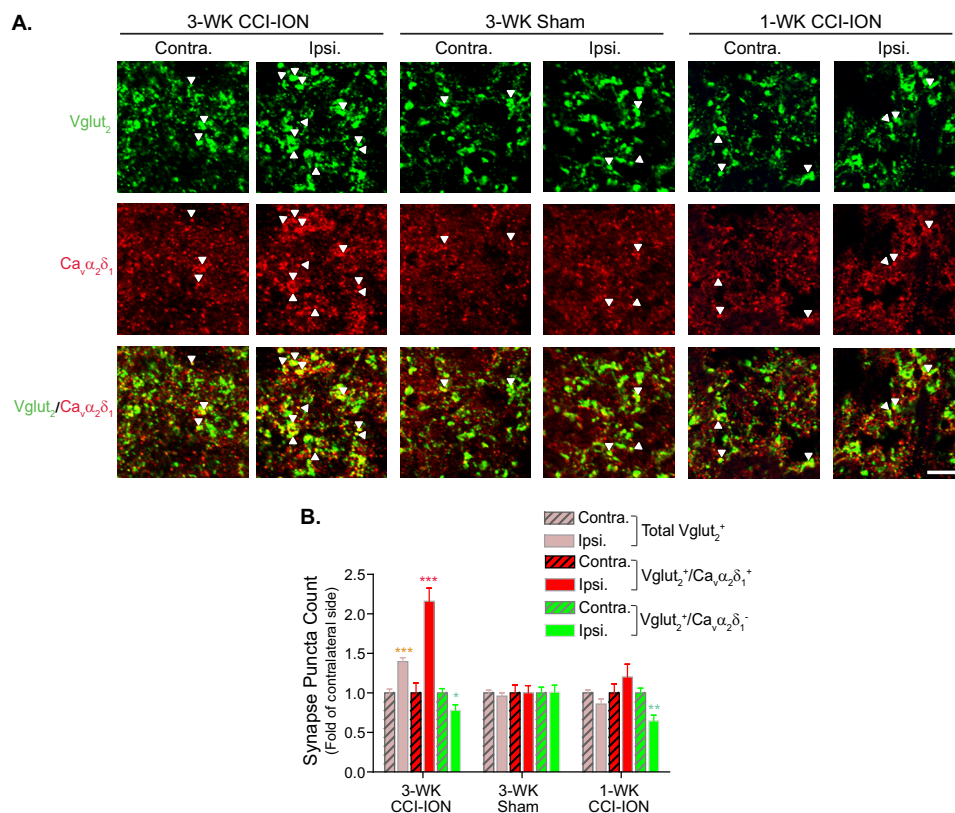 A.
3-WK CCI-ION
3-WK Sham
1-WK CCI-ION
Contra.
Ipsi.
Contra.
Ipsi.
Contra.
Ipsi.
Vglut₂
Caᵥα₂δ₁
Vglut₂/Caᵥα₂δ₁
B.
Contra.
Ipsi.
Total Vglut₂⁺
Contra.
Ipsi.
Vglut₂⁺/Caᵥα₂δ₁⁺
Contra.
Ipsi.
Vglut₂⁺/Caᵥα₂δ₁⁻
Synapse Puncta Count
(Fold of contralateral side)
2.5
2.0
1.5
1.0
0.5
0.0
***
***
*
**
3-WK
CCI-ION
3-WK
Sham
1-WK
CCI-ION